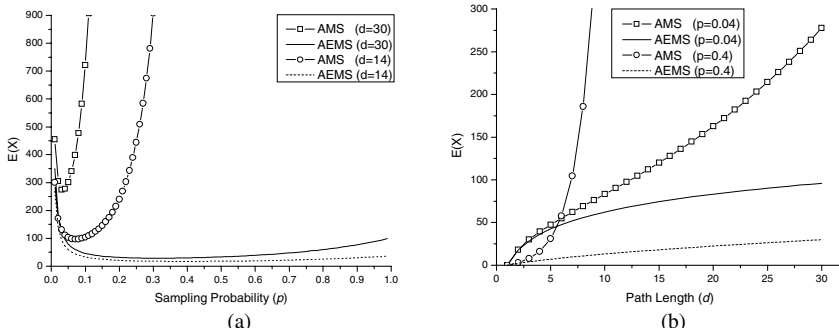 900
800
700
600
500
400
300
200
100
0
E(X)
AMS (d=30)
AEMS (d=30)
AMS (d=14)
AEMS (d=14)
0.0 0.1 0.2 0.3 0.4 0.5 0.6 0.7 0.8 0.9 1.0
Sampling Probability (p)
(a)
300
250
200
150
100
50
0
E(X)
AMS (p=0.04)
AEMS (p=0.04)
AMS (p=0.4)
AEMS (p=0.4)
0 5 10 15 20 25 30
Path Length (d)
(b)